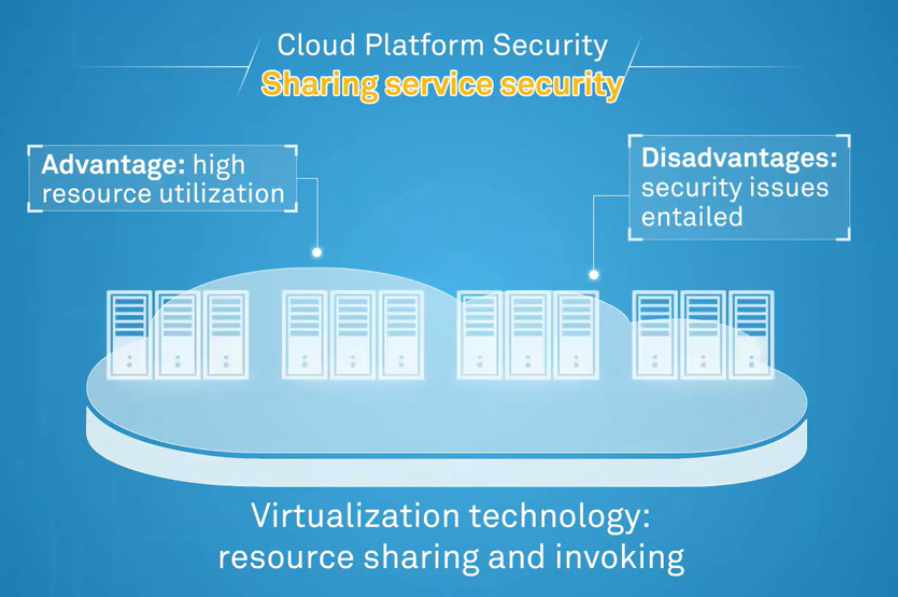 Cloud Platform Security
Sharing service security
Advantage: high
resource utilization
Disadvantages:
security issues
entailed
Virtualization technology:
resource sharing and invoking